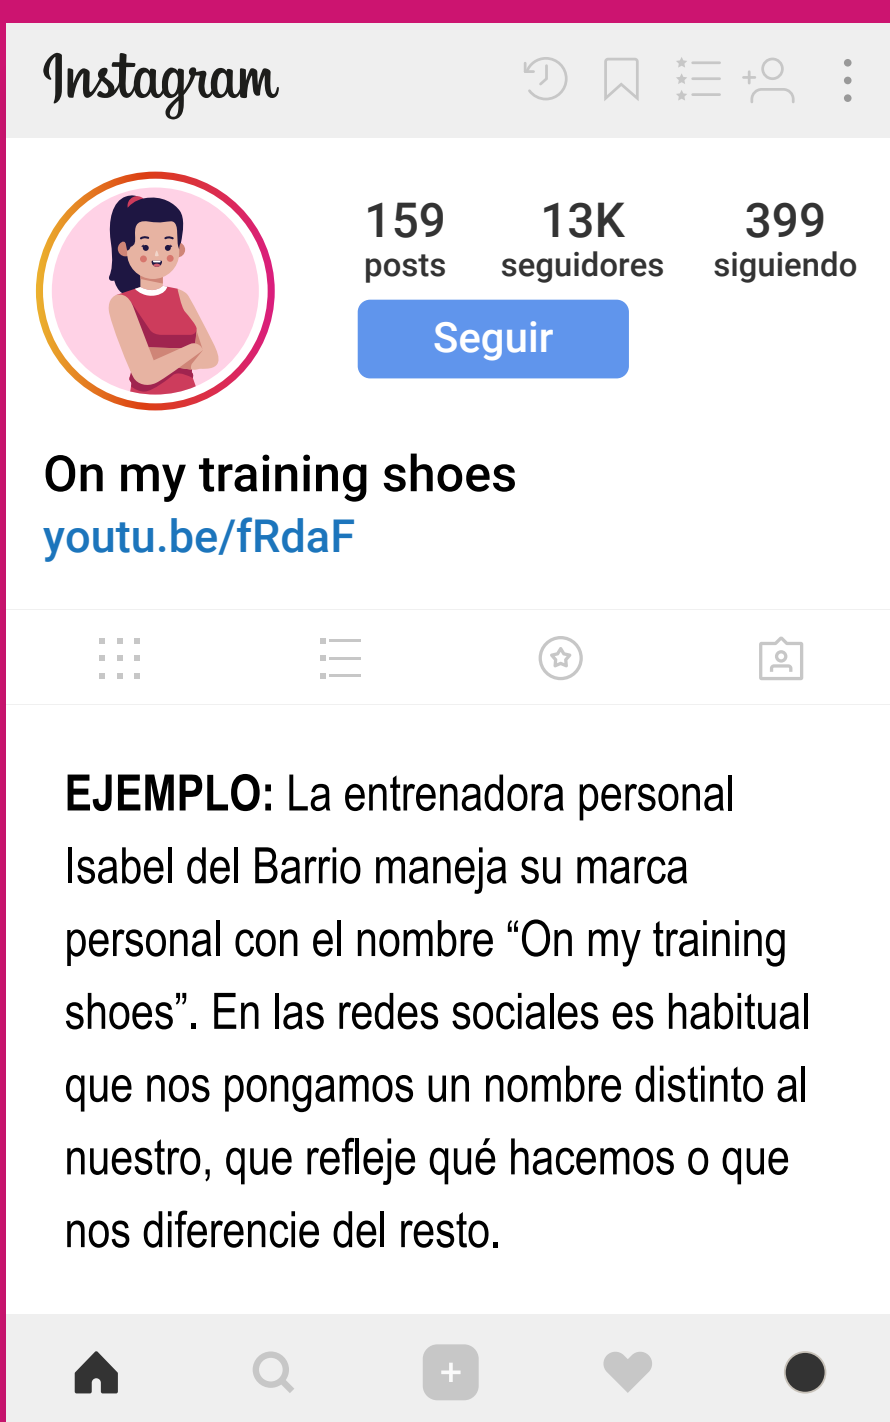 Instagram
159 13K 399
posts seguidores siguiendo
Seguir
On my training shoes
youtu.be/fRdaF
EJEMPLO: La entrenadora personal
Isabel del Barrio maneja su marca
personal con el nombre “On my training
shoes”. En las redes sociales es habitual
que nos pongamos un nombre distinto al
nuestro, que refleje qué hacemos o que
nos diferencie del resto.